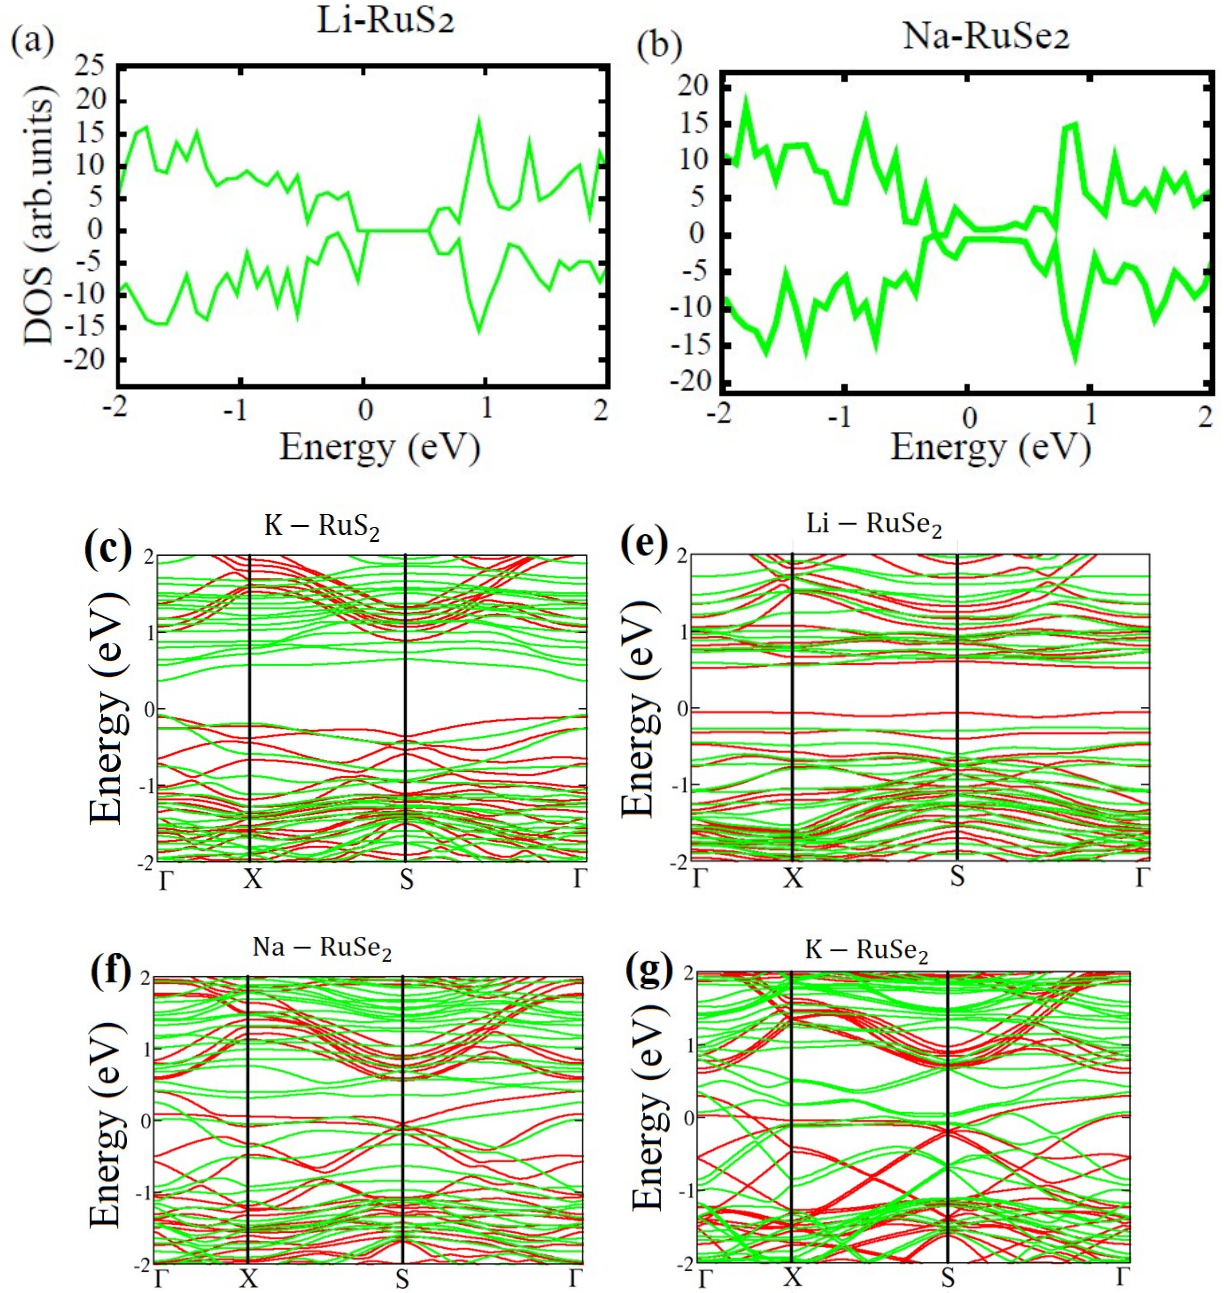 (a) Li-RuS2
25
20
15
10
5
0
-5
-10
-15
-20
DOS (arb.units)
-2 -1 0 1 2
Energy (eV)
(b) Na-RuSe2
20
15
10
5
0
-5
-10
-15
-20
-2 -1 0 1 2
Energy (eV)
(c) K – RuS₂
2
1
0
-1
-2
Energy (eV)
Γ X S Γ
(e) Li – RuSe₂
2
1
0
-1
-2
Energy (eV)
Γ X S Γ
(f) Na – RuSe₂
2
1
0
-1
-2
Energy (eV)
Γ X S Γ
(g) K – RuSe₂
2
1
0
-1
-2
Energy (eV)
Γ X S Γ